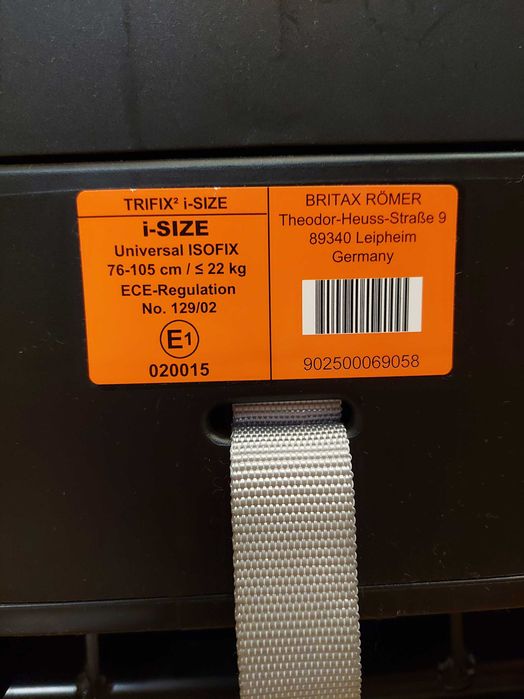 TRIFIX² i-SIZE
i-SIZE
Universal ISOFIX
76-105 cm / ≤ 22 kg
ECE-Regulation
No. 129/02
E1
020015
BRITAX RÖMER
Theodor-Heuss-Straße 9
89340 Leipheim
Germany
902500069058